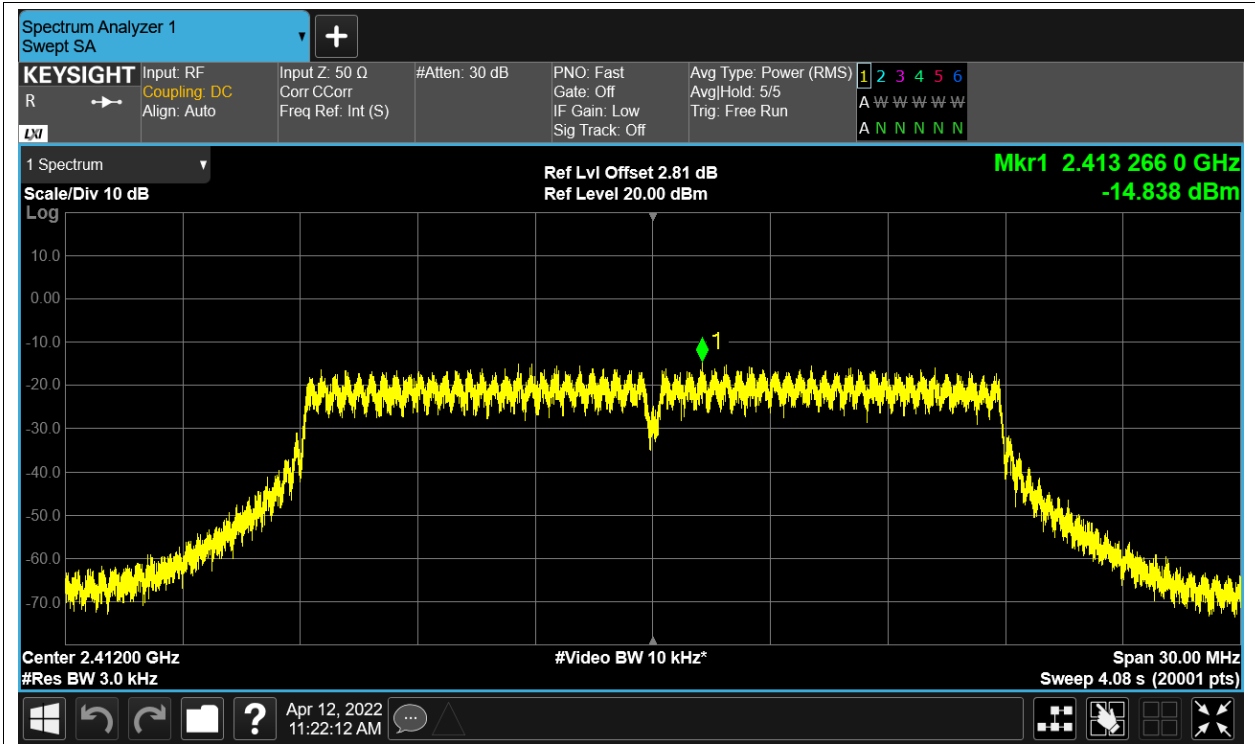 Spectrum Analyzer 1
Swept SA
KEYSIGHT
R
LXI
Input: RF
Coupling: DC
Align: Auto
Input Z: 50 Ω
Corr CCorr
Freq Ref: Int (S)
#Atten: 30 dB
PNO: Fast
Gate: Off
IF Gain: Low
Sig Track: Off
Avg Type: Power (RMS)
Avg|Hold: 5/5
Trig: Free Run
1 2 3 4 5 6
A W W W W W
A N N N N N
1 Spectrum
Scale/Div 10 dB
Log
Ref Lvl Offset 2.81 dB
Ref Level 20.00 dBm
Mkr1 2.413 266 0 GHz
-14.838 dBm
10.0
0.00
-10.0
-20.0
-30.0
-40.0
-50.0
-60.0
-70.0
1
Center 2.41200 GHz
#Res BW 3.0 kHz
#Video BW 10 kHz*
Span 30.00 MHz
Sweep 4.08 s (20001 pts)
?
Apr 12, 2022
11:22:12 AM